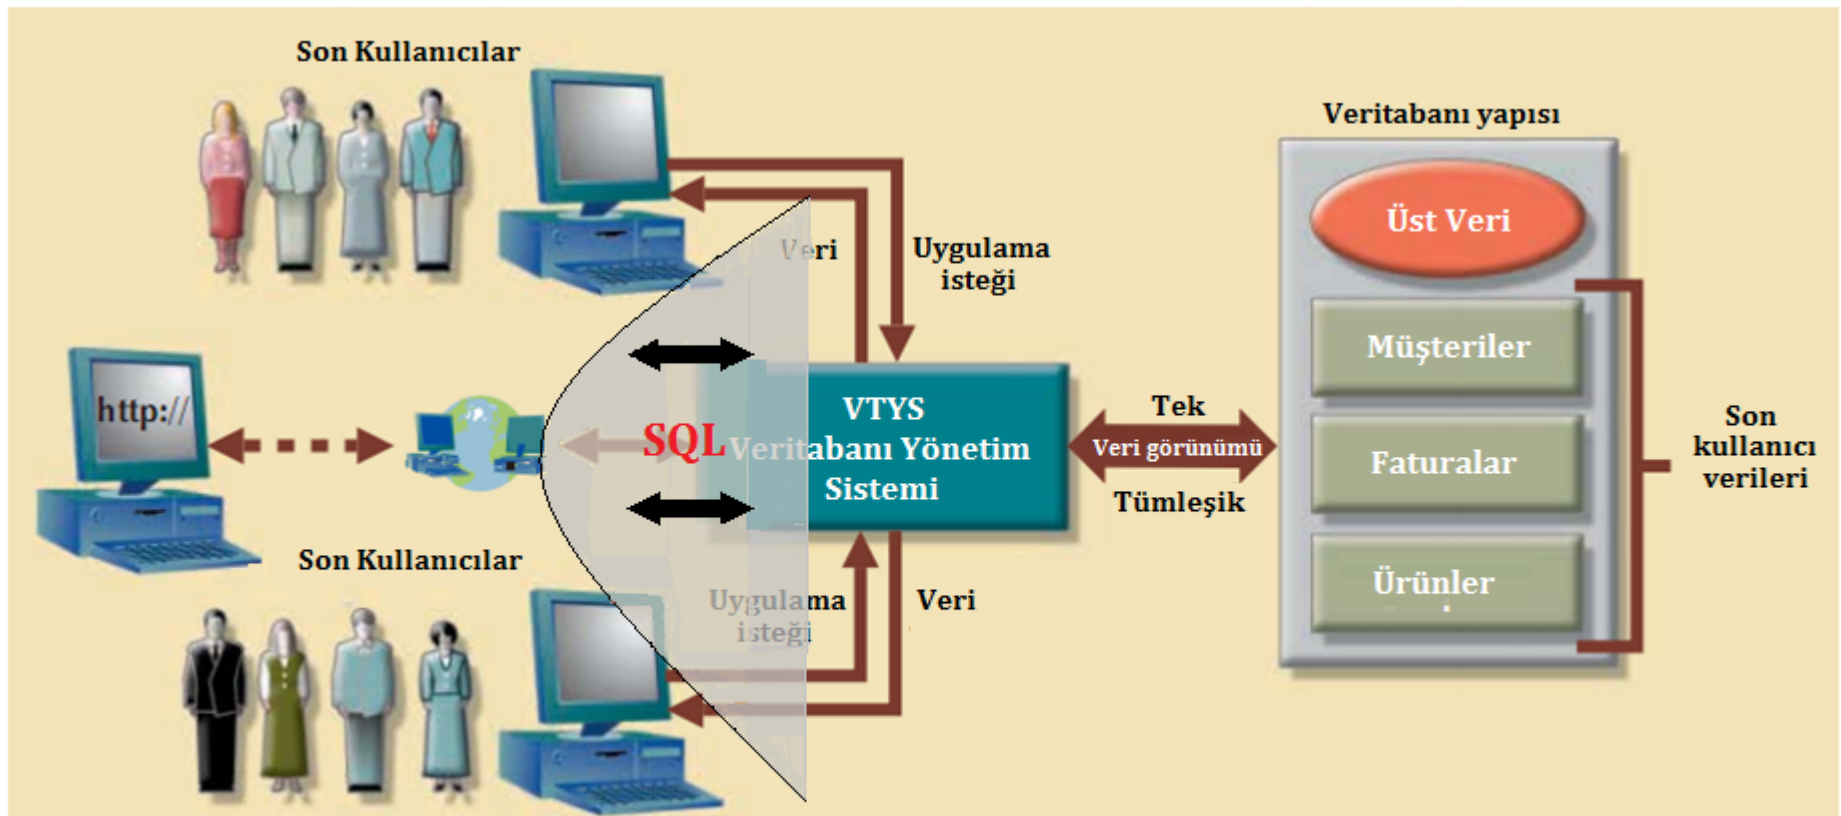 Son Kullanıcılar
Veritabanı yapısı
Üst Veri
Veri
Uygulama
isteği
Müşteriler
http://
SQL
VTYS
Veritabanı Yönetim
Sistemi
Tek
Veri görünümü
Tümleşik
Faturalar
Son
kullanıcı
verileri
Son Kullanıcılar
Uygulama
isteği
Veri
Ürünler